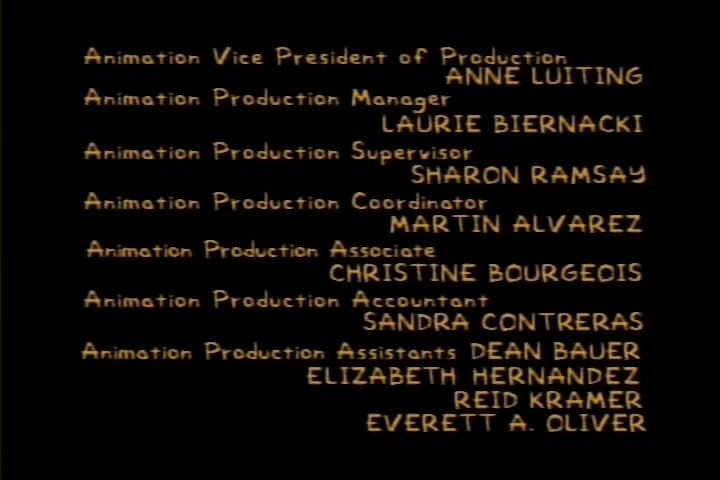 Animation Vice President of Production
ANNE LUITING
Animation Production Manager
LAURIE BIERNACKI
Animation Production Supervisor
SHARON RAMSAY
Animation Production Coordinator
MARTIN ALVAREZ
Animation Production Associate
CHRISTINE BOURGEOIS
Animation Production Accountant
SANDRA CONTRERAS
Animation Production Assistants DEAN BAUER
ELIZABETH HERNANDEZ
REID KRAMER
EVERETT A. OLIVER